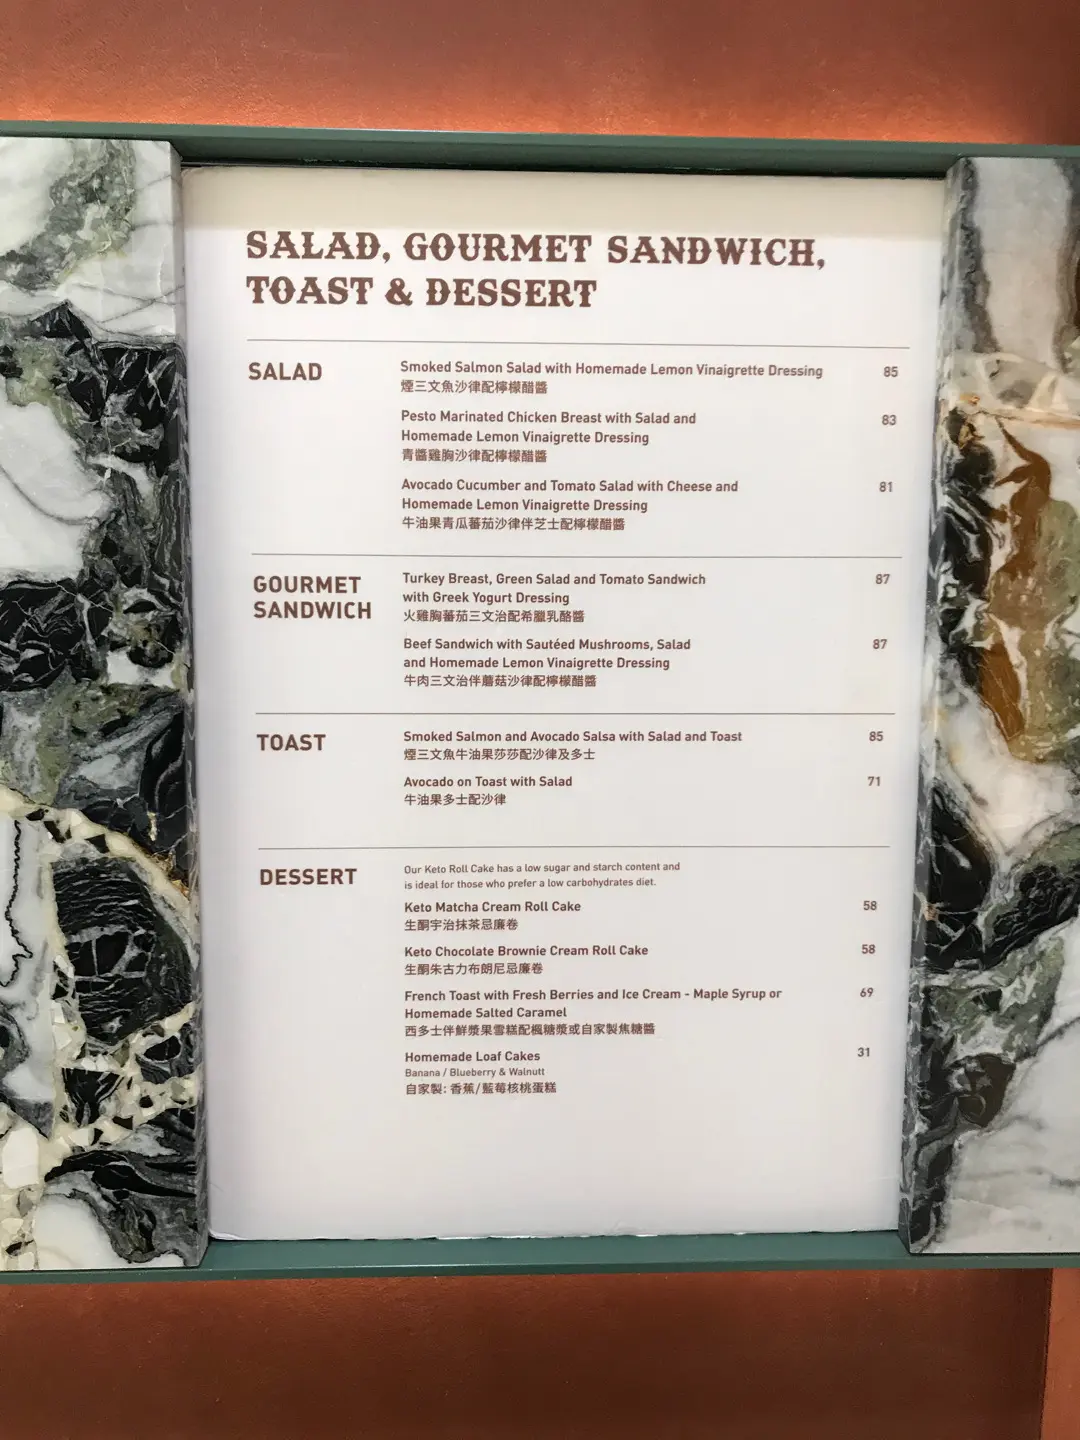 SALAD, GOURMET SANDWICH,
TOAST & DESSERT
SALAD
Smoked Salmon Salad with Homemade Lemon Vinaigrette Dressing 85
煙三文魚沙律配檸檬醋醬
Pesto Marinated Chicken Breast with Salad and 83
Homemade Lemon Vinaigrette Dressing
青醬雞胸沙律配檸檬醋醬
Avocado Cucumber and Tomato Salad with Cheese and 81
Homemade Lemon Vinaigrette Dressing
牛油果青瓜蕃茄沙律伴芝士配檸檬醋醬
GOURMET
SANDWICH
Turkey Breast, Green Salad and Tomato Sandwich 87
with Greek Yogurt Dressing
火雞胸蕃茄三文治配希臘乳酪醬
Beef Sandwich with Sautéed Mushrooms, Salad 87
and Homemade Lemon Vinaigrette Dressing
牛肉三文治伴蘑菇沙律配檸檬醋醬
TOAST
Smoked Salmon and Avocado Salsa with Salad and Toast 85
煙三文魚牛油果莎莎配沙律及多士
Avocado on Toast with Salad 71
牛油果多士配沙律
DESSERT
Our Keto Roll Cake has a low sugar and starch content and
is ideal for those who prefer a low carbohydrates diet.
Keto Matcha Cream Roll Cake 58
生酮宇治抹茶忌廉卷
Keto Chocolate Brownie Cream Roll Cake 58
生酮朱古力布朗尼忌廉卷
French Toast with Fresh Berries and Ice Cream - Maple Syrup or 69
Homemade Salted Caramel
西多士伴鮮漿果雪糕配楓糖漿或自家製焦糖醬
Homemade Loaf Cakes 31
Banana / Blueberry & Walnutt
自家製: 香蕉/藍莓核桃蛋糕